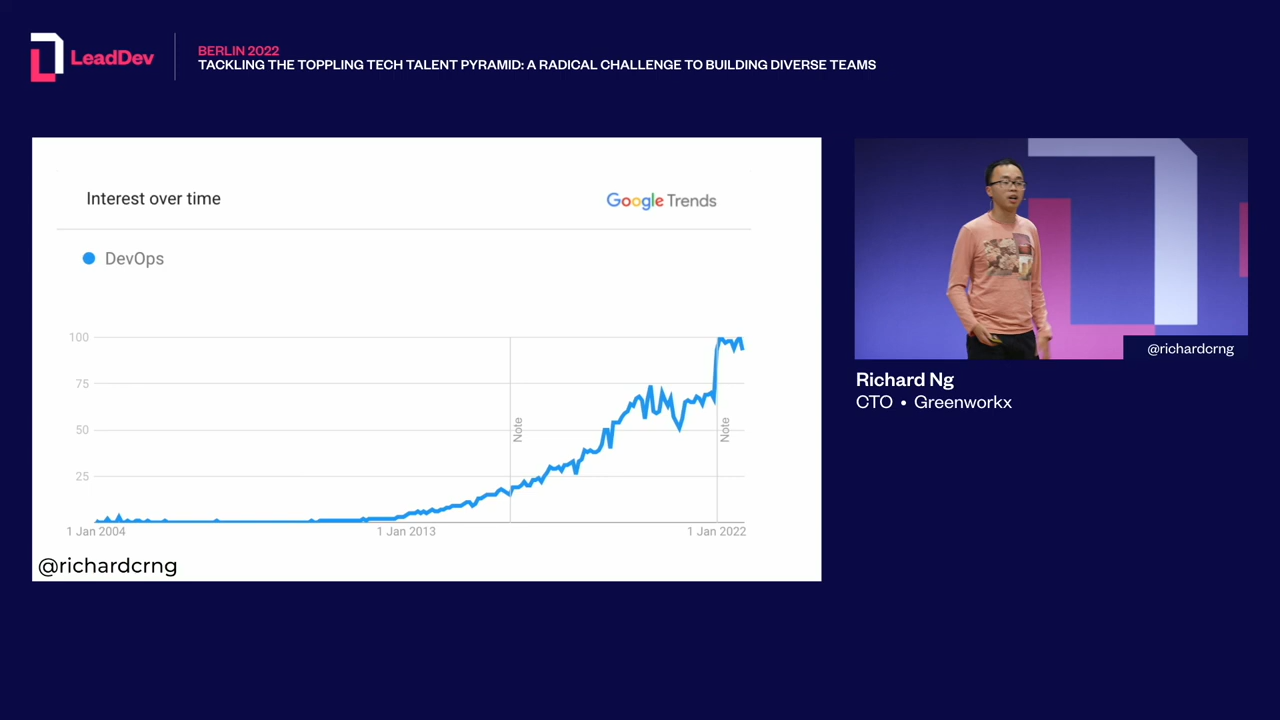 LeadDev
BERLIN 2022
TACKLING THE TOPPLING TECH TALENT PYRAMID: A RADICAL CHALLENGE TO BUILDING DIVERSE TEAMS
Interest over time
Google Trends
DevOps
100
75
50
25
Note
Note
1 Jan 2004
1 Jan 2013
1 Jan 2022
@richardcrng
@richardcrng
Richard Ng
CTO • Greenworkx